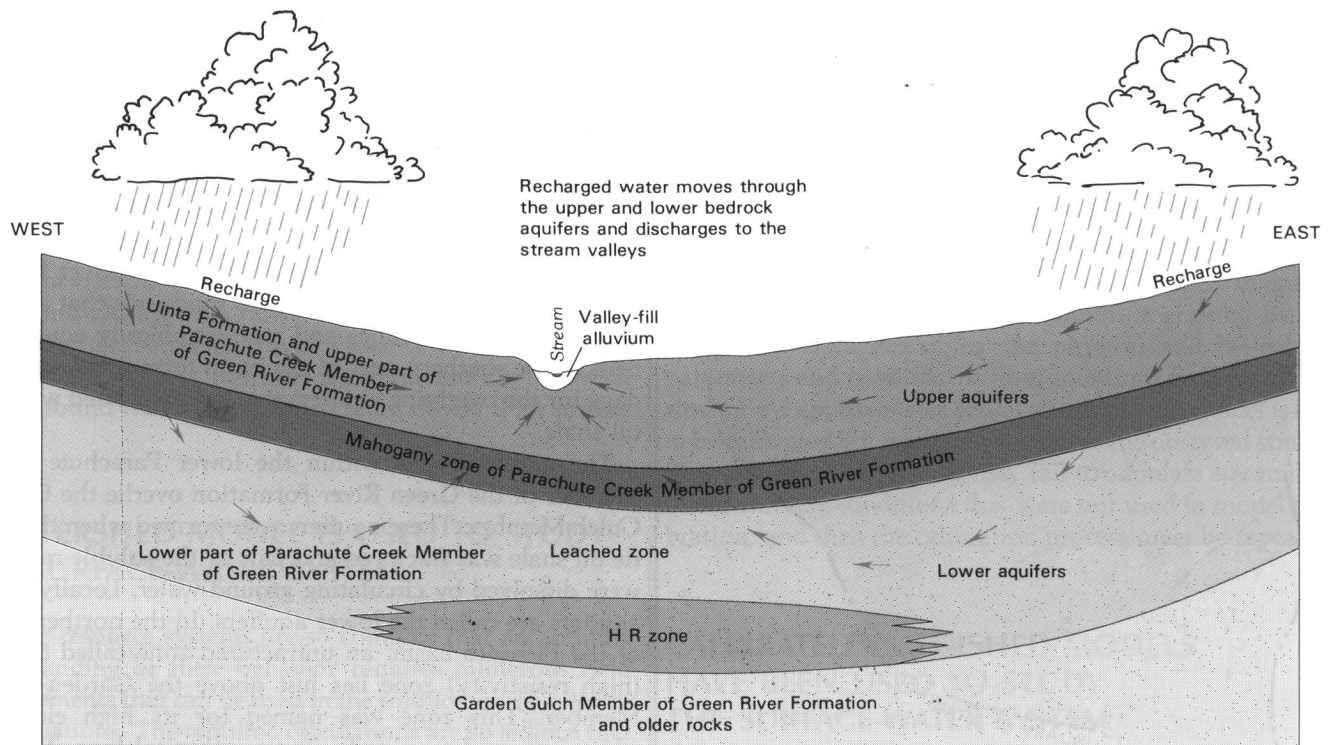 Recharged water moves through
the upper and lower bedrock
aquifers and discharges to the
stream valleys
WEST
EAST
Recharge
Recharge
Stream
Valley-fill
alluvium
Uinta Formation and upper part of
Parachute Creek Member
of Green River Formation
Upper aquifers
Mahogany zone of Parachute Creek Member of Green River Formation
Lower part of Parachute Creek Member
of Green River Formation
Leached zone
Lower aquifers
H R zone
Garden Gulch Member of Green River Formation
and older rocks